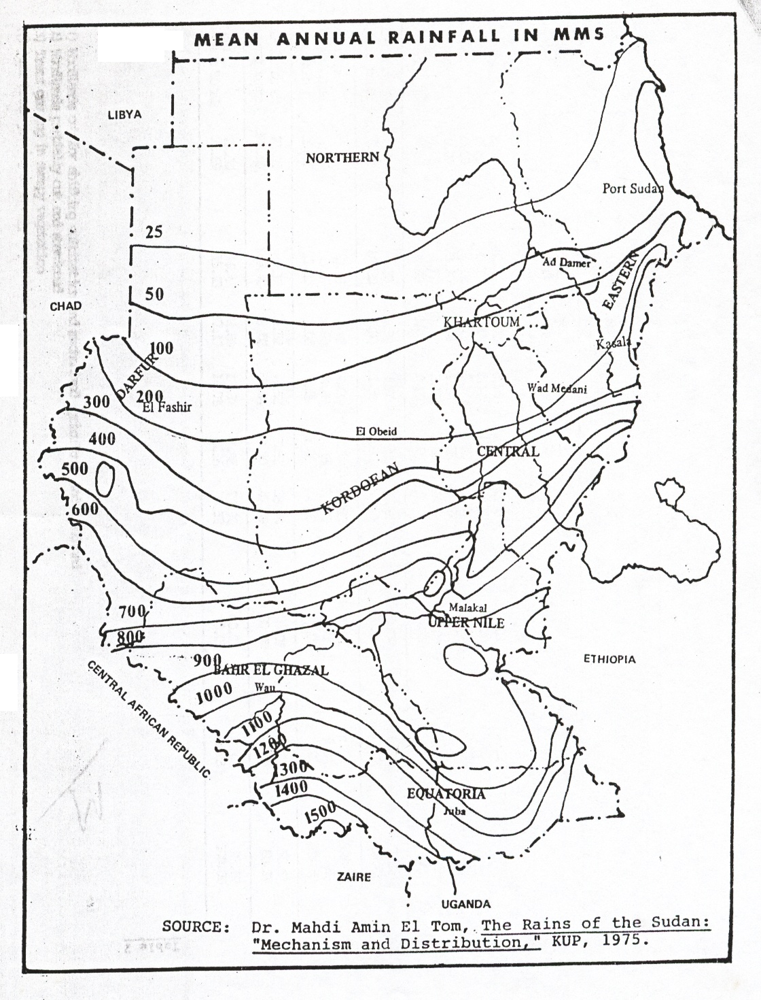 MEAN ANNUAL RAINFALL IN MMS
LIBYA
NORTHERN
Port Sudan
25
Ad Damer
EASTERN
50
CHAD
KHARTOUM
100
Kasala
DARFUR
200
Wad Medani
300
El Fashir
El Obeid
400
CENTRAL
500
KORDOFAN
600
700
Malakal
UPPER NILE
800
900
ETHIOPIA
BAHR EL GHAZAL
CENTRAL AFRICAN REPUBLIC
1000
Wau
1100
1200
1300
1400
EQUATORIA
1500
Juba
ZAIRE
UGANDA
SOURCE: Dr. Mahdi Amin El Tom, The Rains of the Sudan:
"Mechanism and Distribution," KUP, 1975.